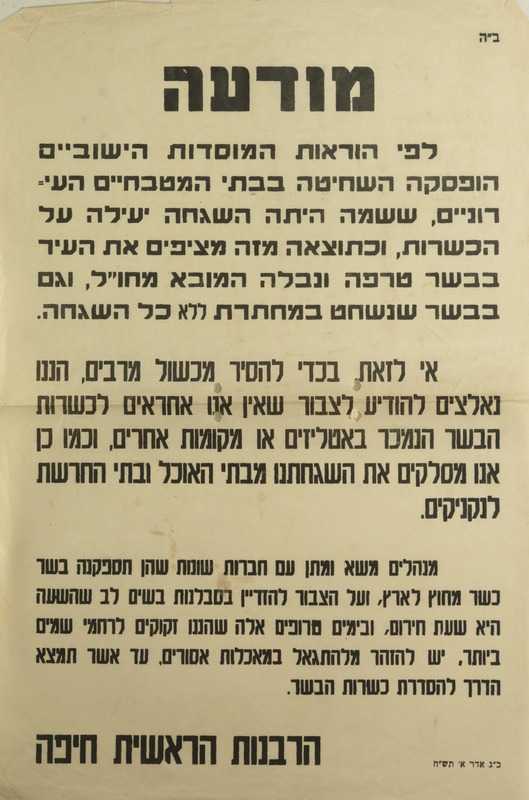 ב״ה
מודעה
לפי הוראות המוסדות הישוביים
הופסקה השחיטה בבתי המטבחיים העי=
רוניים, ששמה היתה השגחה יעילה על
הכשרות, וכתוצאה מזה מציפים את העיר
בבשר טרפה ונבלה המובא מחו״ל, וגם
בבשר שנשחט במחתרת ללא כל השגחה.
אי לזאת, בכדי להסיר מכשול מרבים, הננו
נאלצים להודיע לצבור שאין אנו אחראים לכשרות
הבשר הנמכר באטליזים או מקומות אחרים, וכמו כן
אנו מסלקים את השגחתנו מבתי האוכל ובתי החרשת
לנקניקים.
מנהלים משא ומתן עם חברות שונות שהן תספקנה בשר
כשר מחוץ לארץ, ועל הצבור להזדיין בסבלנות בשים לב שהשעה
היא שעת חירום, ובימים טרופים אלה שהננו זקוקים לרחמי שמים
ביותר, יש להזהר מלהתגאל במאכלות אסורים, עד אשר תמצא
הדרך להסדרת כשרות הבשר.
הרבנות הראשית חיפה
כ״ג אדר א׳ תש״ח